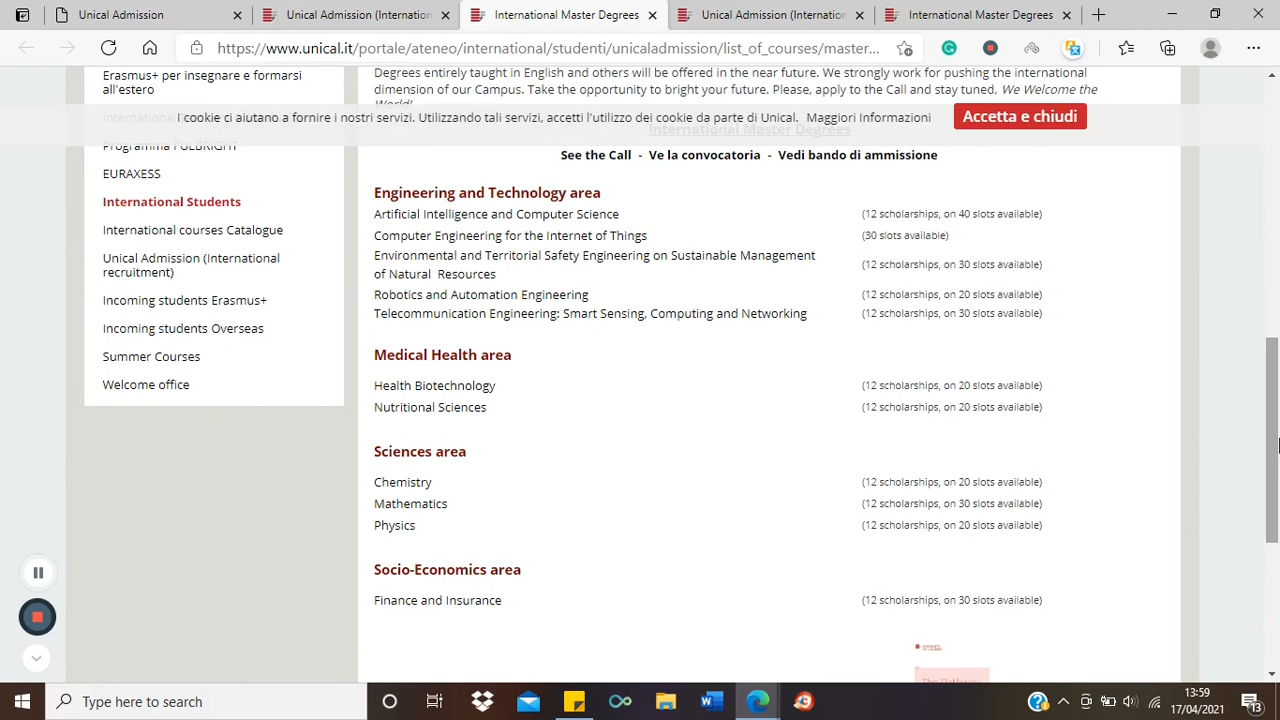 Unical Admission
Unical Admission (Internation
International Master Degrees
Unical Admission (Internation
International Master Degrees
https://www.unical.it/portale/ateneo/international/studenti/unicaladmission/list_of_courses/master...
Erasmus+ per insegnare e formarsi
all'estero
Programma FULBRIGHT
EURAXESS
International Students
International courses Catalogue
Unical Admission (International
recruitment)
Incoming students Erasmus+
Incoming students Overseas
Summer Courses
Welcome office
Degrees entirely taught in English and others will be offered in the near future. We strongly work for pushing the international
dimension of our Campus. Take the opportunity to bright your future. Please, apply to the Call and stay tuned, We Welcome the
World!
I cookie ci aiutano a fornire i nostri servizi. Utilizzando tali servizi, accetti l'utilizzo dei cookie da parte di Unical. Maggiori Informazioni
Accetta e chiudi
International Master Degrees
See the Call - Ve la convocatoria - Vedi bando di ammissione
Engineering and Technology area
Artificial Intelligence and Computer Science (12 scholarships, on 40 slots available)
Computer Engineering for the Internet of Things (30 slots available)
Environmental and Territorial Safety Engineering on Sustainable Management
of Natural Resources (12 scholarships, on 30 slots available)
Robotics and Automation Engineering (12 scholarships, on 20 slots available)
Telecommunication Engineering: Smart Sensing, Computing and Networking (12 scholarships, on 30 slots available)
Medical Health area
Health Biotechnology (12 scholarships, on 20 slots available)
Nutritional Sciences (12 scholarships, on 20 slots available)
Sciences area
Chemistry (12 scholarships, on 20 slots available)
Mathematics (12 scholarships, on 30 slots available)
Physics (12 scholarships, on 20 slots available)
Socio-Economics area
Finance and Insurance (12 scholarships, on 30 slots available)
The Pathway
Type here to search
13:59
17/04/2021
13